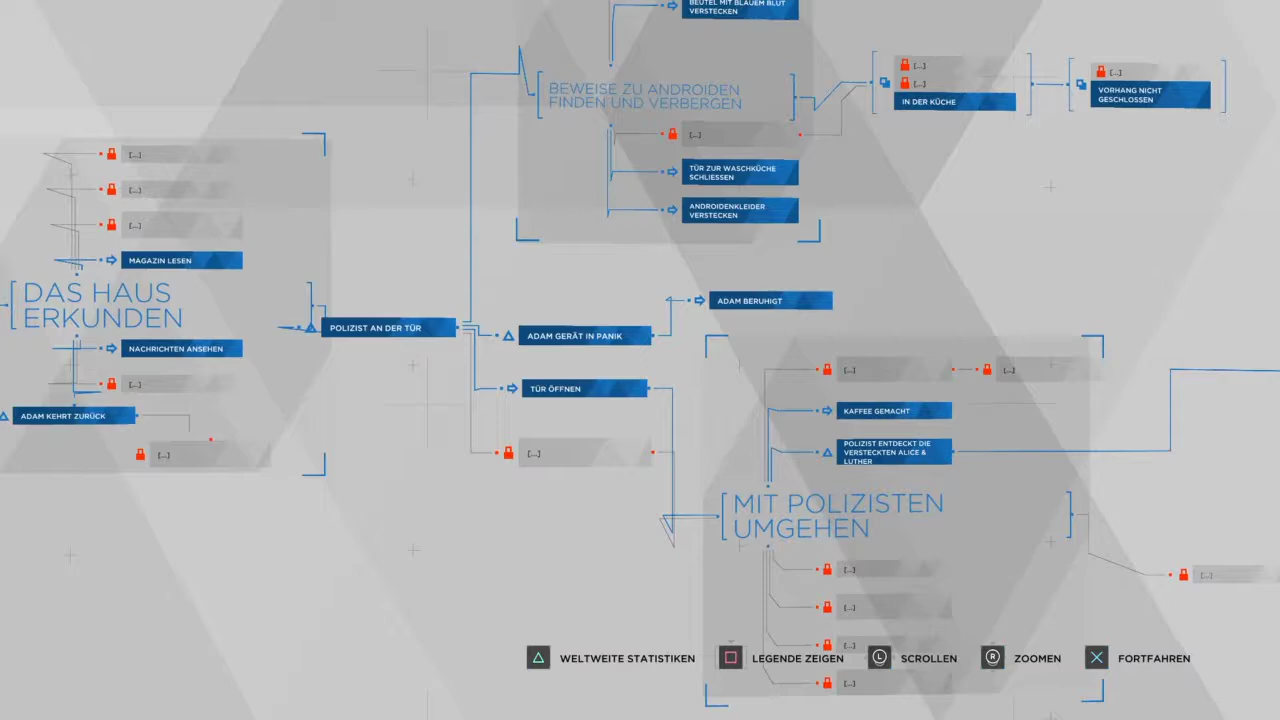 BEUTEL MIT BLAUEM BLUT
VERSTECKEN
BEWEISE ZU ANDROIDEN
FINDEN UND VERBERGEN
[...]
[...]
IN DER KÜCHE
[...]
VORHANG NICHT
GESCHLOSSEN
[...]
TÜR ZUR WASCHKÜCHE
SCHLIESSEN
ANDROIDENKLEIDER
VERSTECKEN
[...]
[...]
[...]
MAGAZIN LESEN
DAS HAUS
ERKUNDEN
NACHRICHTEN ANSEHEN
[...]
ADAM KEHRT ZURÜCK
[...]
POLIZIST AN DER TÜR
ADAM BERUHIGT
ADAM GERÄT IN PANIK
TÜR ÖFFNEN
[...]
[...]
[...]
KAFFEE GEMACHT
POLIZIST ENTDECKT DIE
VERSTECKTEN ALICE &
LUTHER
MIT POLIZISTEN
UMGEHEN
[...]
[...]
[...]
[...]
[...]
WELTWEITE STATISTIKEN
LEGENDE ZEIGEN
L
SCROLLEN
R
ZOOMEN
FORTFAHREN